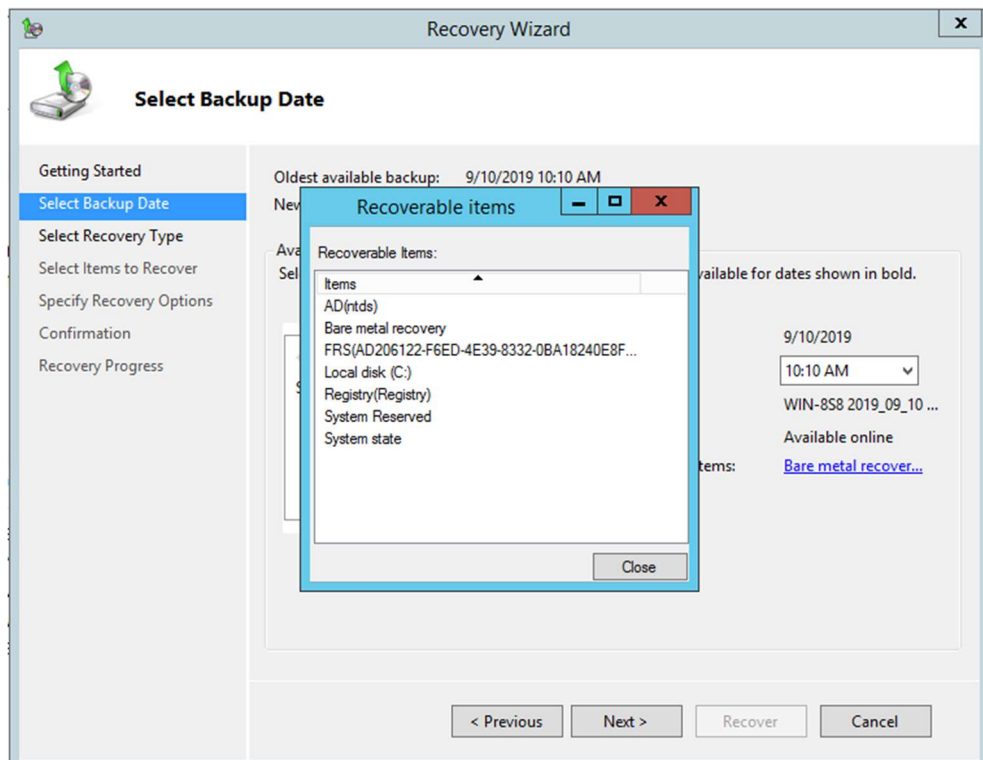 Recovery Wizard
x
Select Backup Date
Getting Started
Select Backup Date
Select Recovery Type
Select Items to Recover
Specify Recovery Options
Confirmation
Recovery Progress
Oldest available backup: 9/10/2019 10:10 AM
Recoverable items
x
Recoverable Items:
Items
AD(ntds)
Bare metal recovery
FRS(AD206122-F6ED-4E39-8332-0BA18240E8F...
Local disk (C:)
Registry(Registry)
System Reserved
System state
Close
for dates shown in bold.
9/10/2019
10:10 AM
WIN-8S8 2019_09_10 ...
Available online
Bare metal recover...
< Previous
Next >
Recover
Cancel